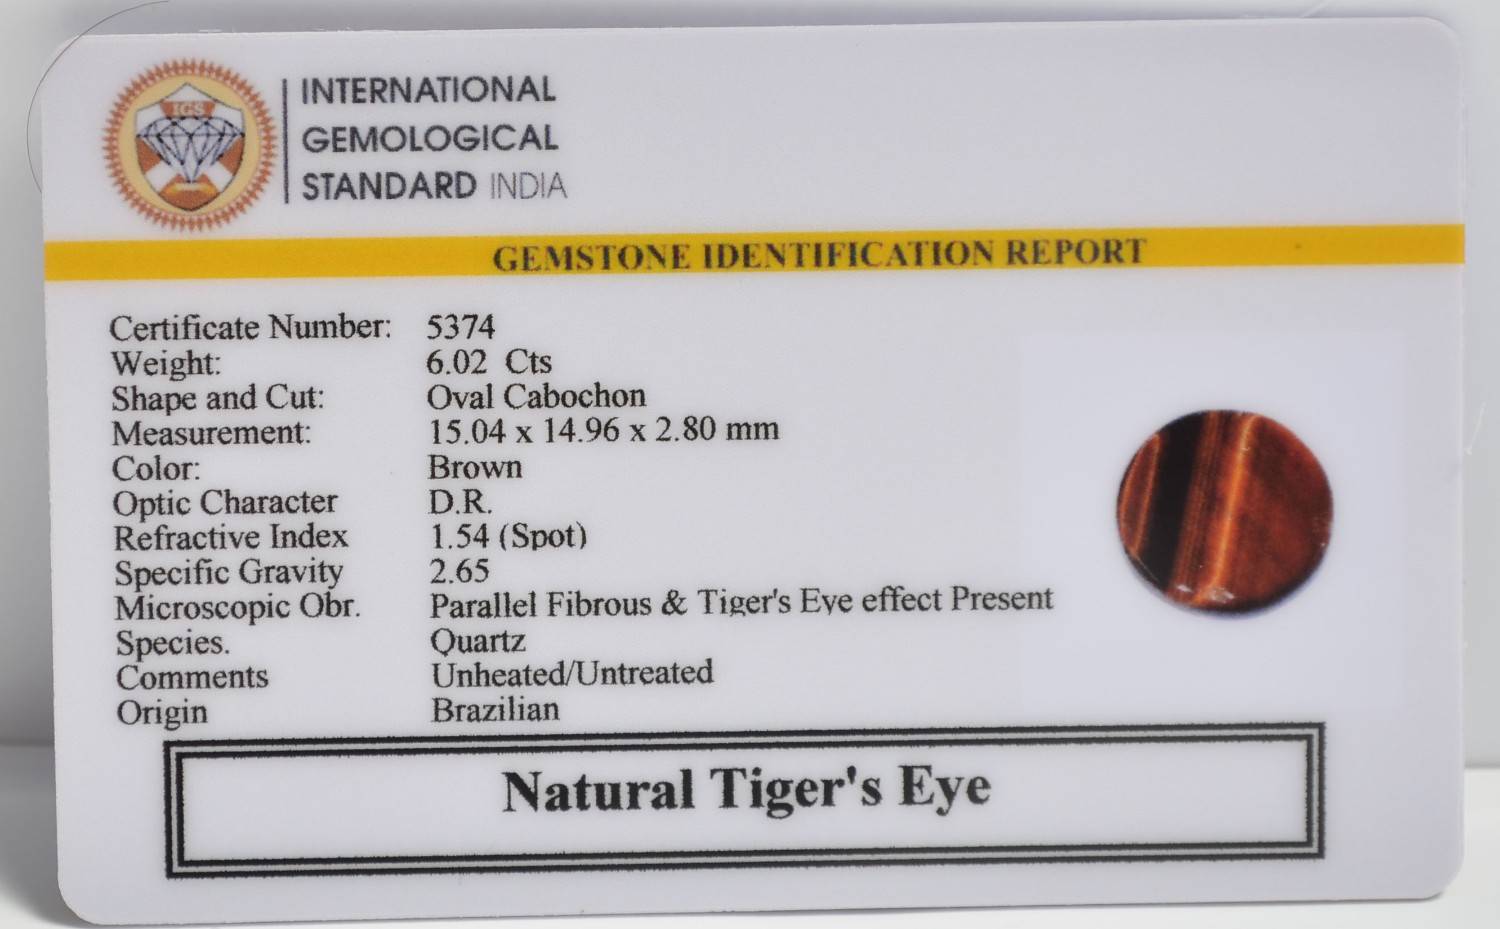 IGS
INTERNATIONAL
GEMOLOGICAL
STANDARD INDIA
GEMSTONE IDENTIFICATION REPORT
Certificate Number: 5374
Weight: 6.02 Cts
Shape and Cut: Oval Cabochon
Measurement: 15.04 x 14.96 x 2.80 mm
Color: Brown
Optic Character D.R.
Refractive Index 1.54 (Spot)
Specific Gravity 2.65
Microscopic Obr. Parallel Fibrous & Tiger's Eye effect Present
Species. Quartz
Comments Unheated/Untreated
Origin Brazilian
Natural Tiger's Eye